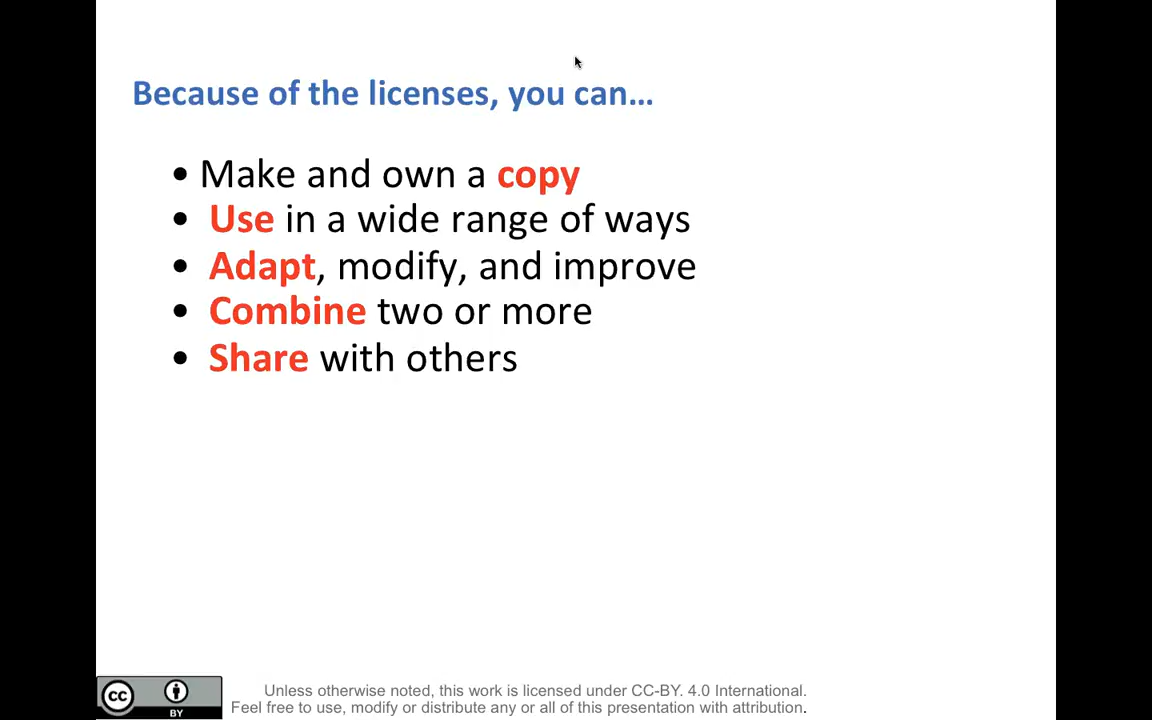 Because of the licenses, you can…
• Make and own a copy
• Use in a wide range of ways
• Adapt, modify, and improve
• Combine two or more
• Share with others
cc
BY
Unless otherwise noted, this work is licensed under CC-BY. 4.0 International.
Feel free to use, modify or distribute any or all of this presentation with attribution.